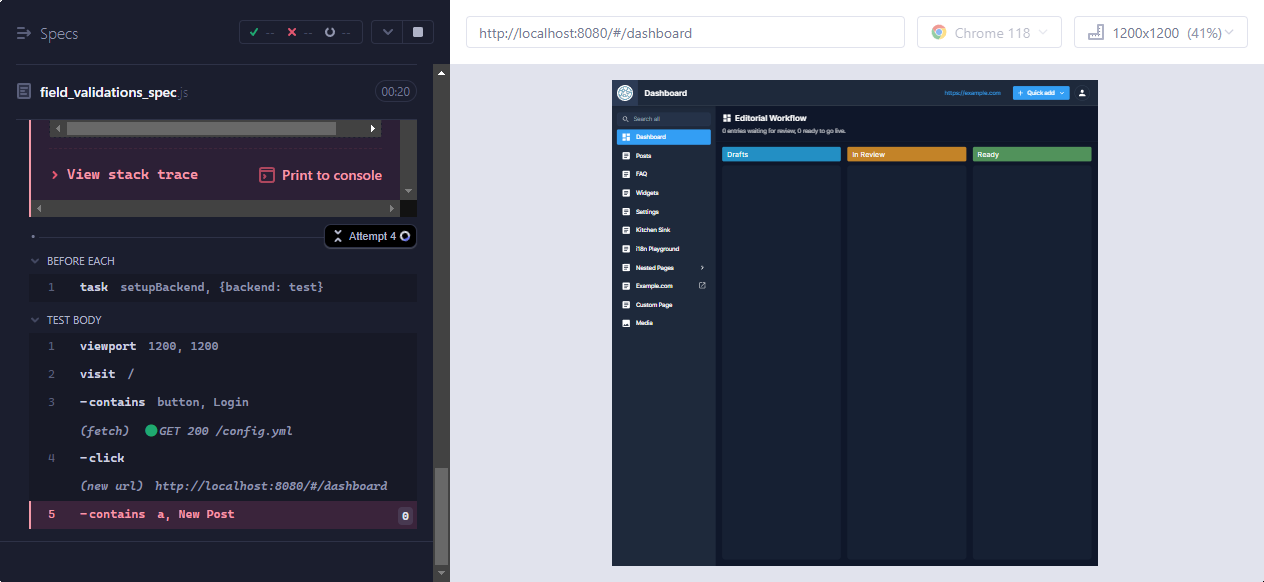 Specs
-- -- --
field_validations_spec.js
00:20
View stack trace
Print to console
Attempt 4
BEFORE EACH
1 task setupBackend, {backend: test}
TEST BODY
1 viewport 1200, 1200
2 visit /
3 -contains button, Login
(fetch) GET 200 /config.yml
4 -click
(new url) http://localhost:8080/#/dashboard
5 -contains a, New Post 0
http://localhost:8080/#/dashboard
Chrome 118
1200x1200 (41%)
Dashboard
https://example.com
+ Quick add
Search all
Dashboard
Posts
FAQ
Widgets
Settings
Kitchen Sink
i18n Playground
Nested Pages
Example.com
Custom Page
Media
Editorial Workflow
0 entries waiting for review, 0 ready to go live.
Drafts
In Review
Ready